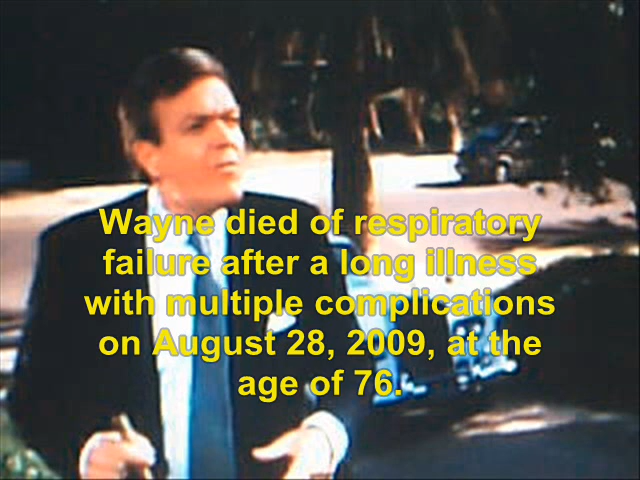 Wayne died of respiratory
failure after a long illness
with multiple complications
on August 28, 2009, at the
age of 76.